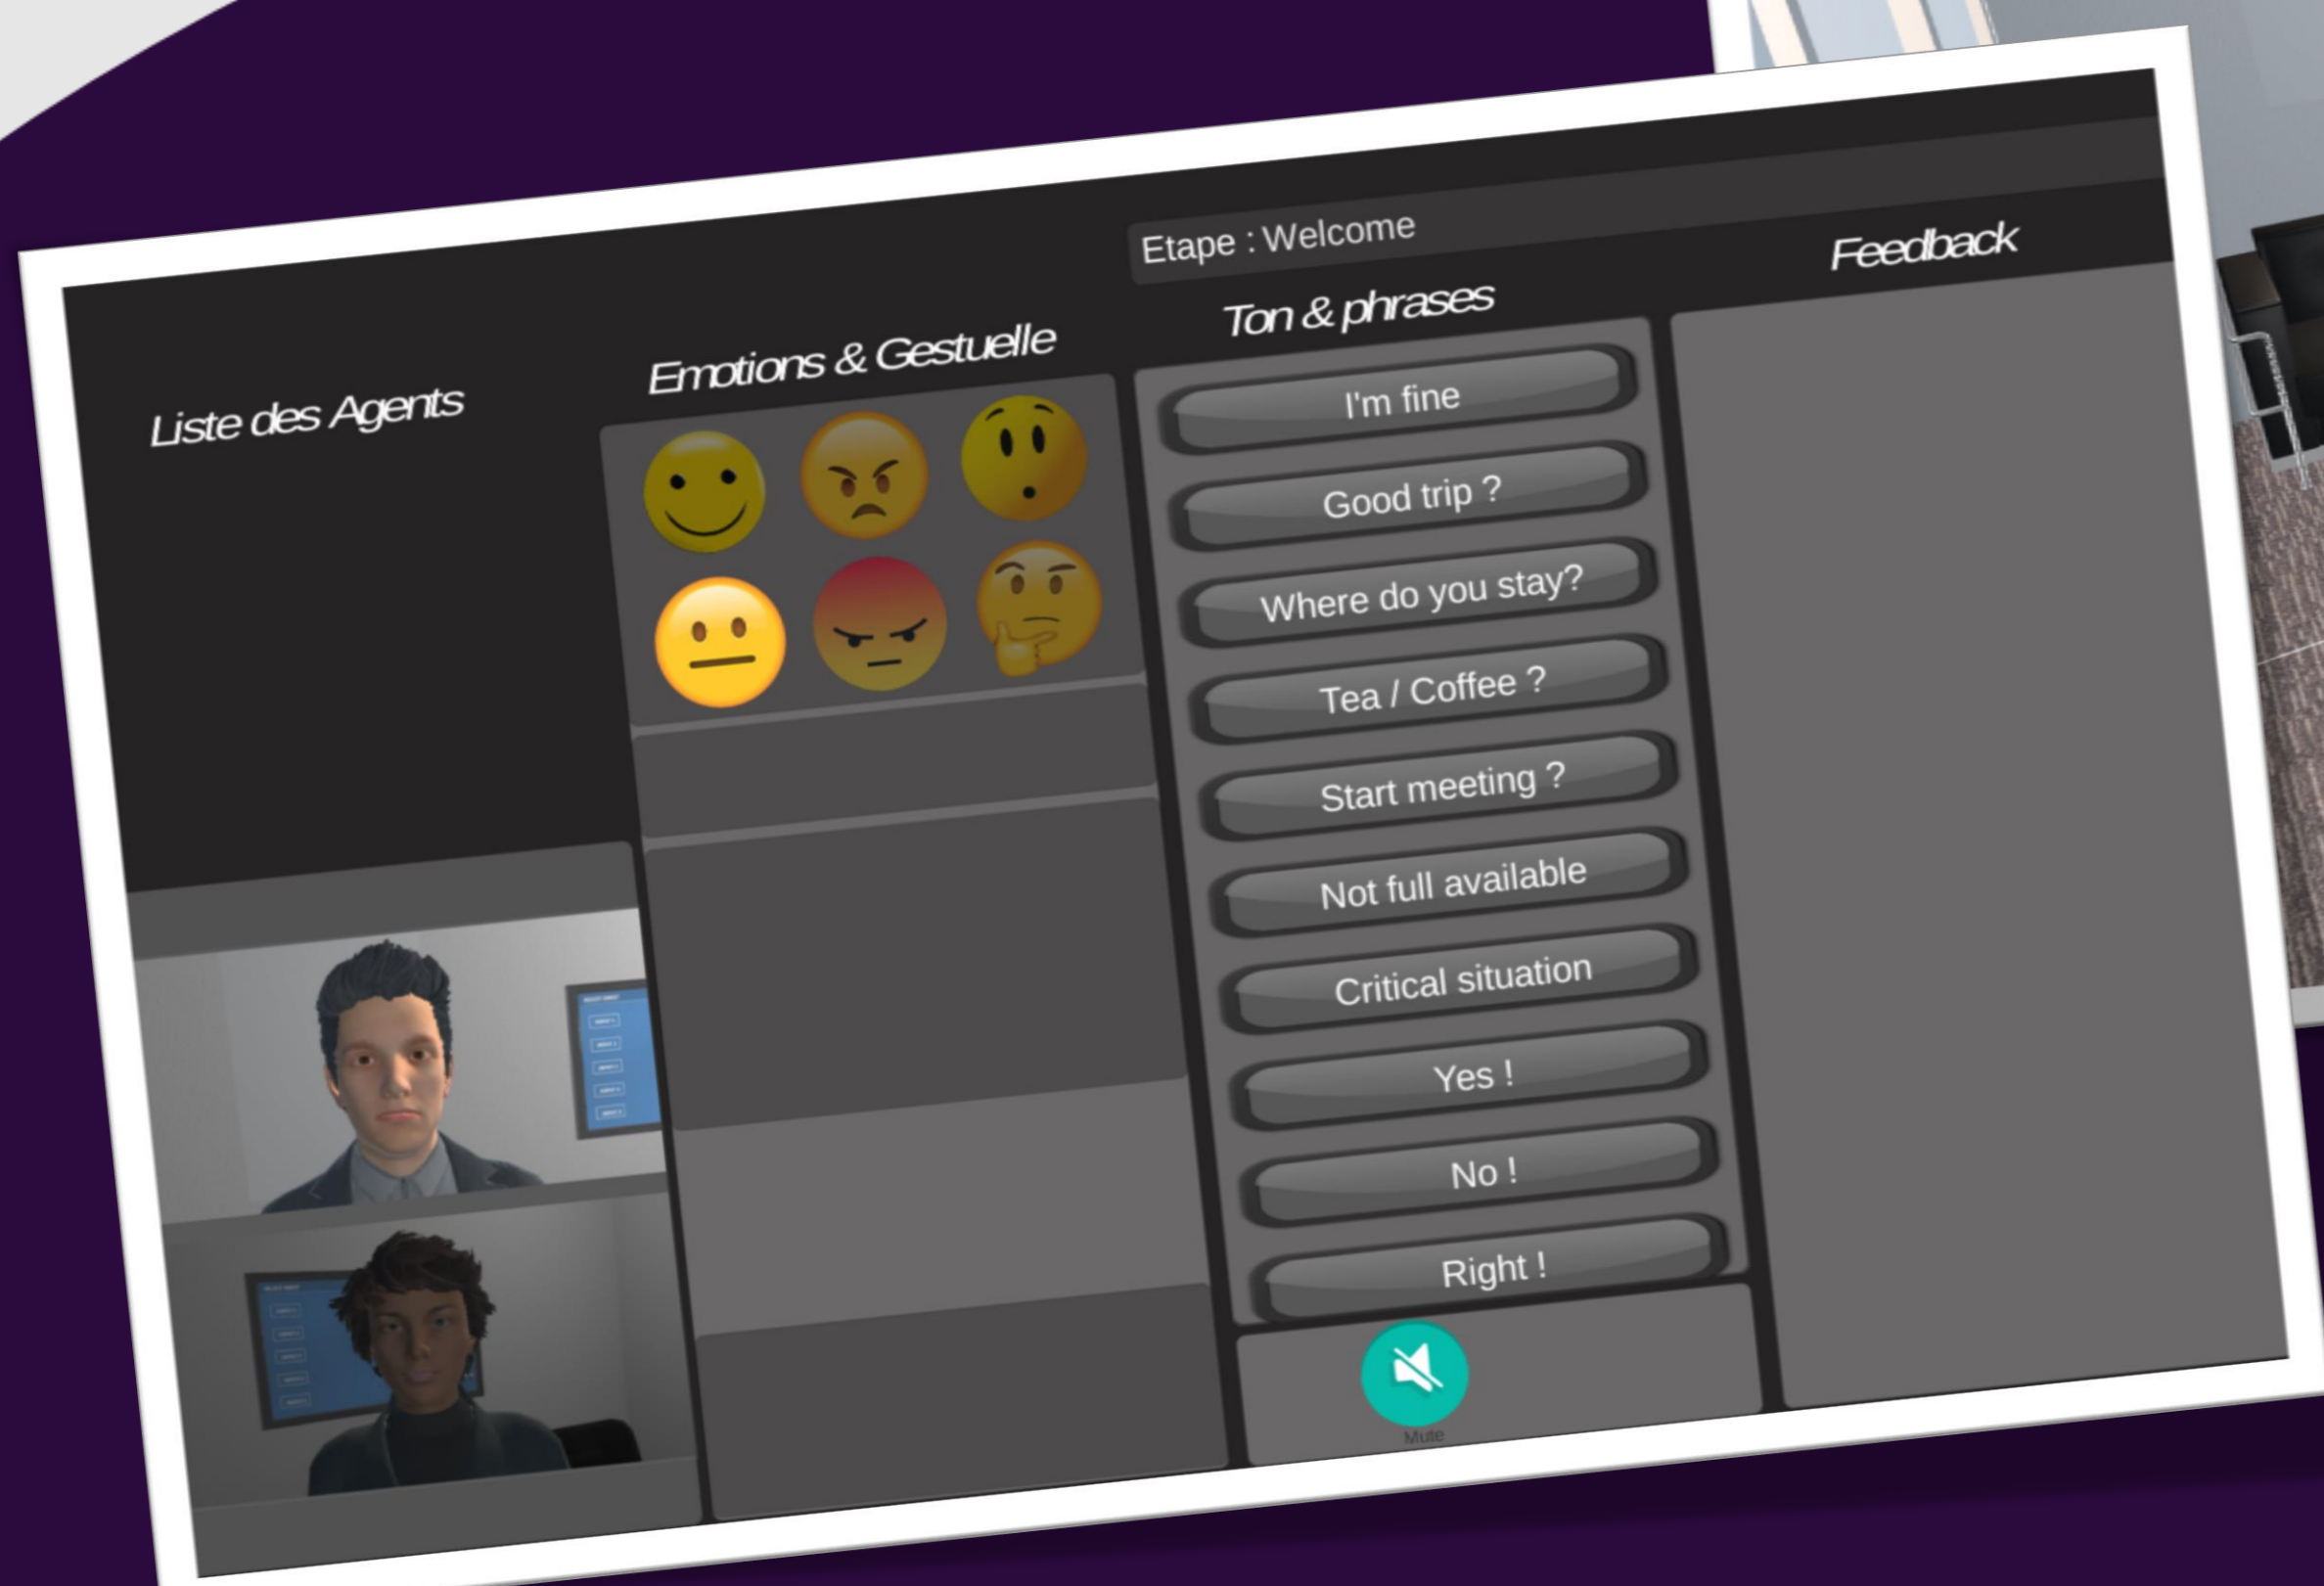 Etape : Welcome
Liste des Agents
Emotions & Gestuelle
Ton & phrases
Feedback
I'm fine
Good trip ?
Where do you stay?
Tea / Coffee ?
Start meeting ?
Not full available
Critical situation
Yes !
No !
Right !
Mute